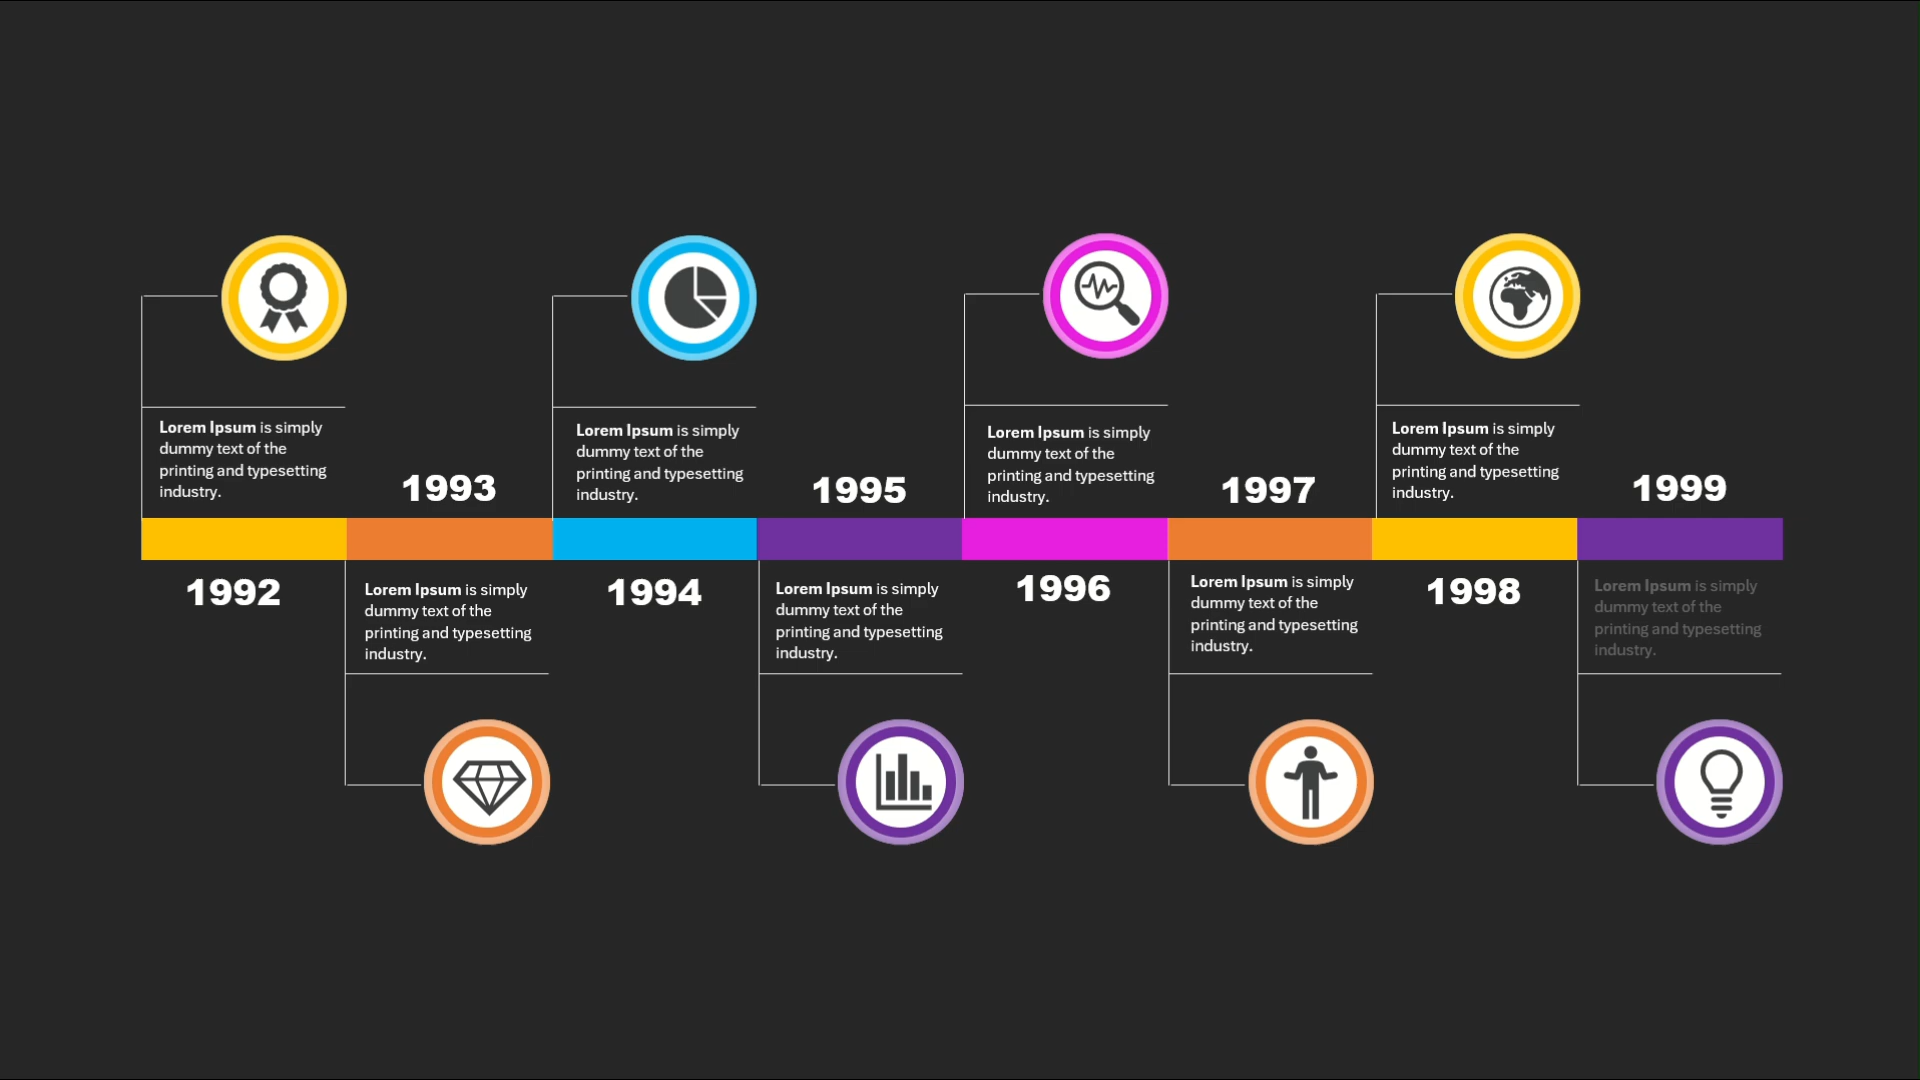 Lorem Ipsum is simply
dummy text of the
printing and typesetting
industry.
1992
1993
Lorem Ipsum is simply
dummy text of the
printing and typesetting
industry.
Lorem Ipsum is simply
dummy text of the
printing and typesetting
industry.
1994
1995
Lorem Ipsum is simply
dummy text of the
printing and typesetting
industry.
Lorem Ipsum is simply
dummy text of the
printing and typesetting
industry.
1996
1997
Lorem Ipsum is simply
dummy text of the
printing and typesetting
industry.
Lorem Ipsum is simply
dummy text of the
printing and typesetting
industry.
1998
1999
Lorem Ipsum is simply
dummy text of the
printing and typesetting
industry.